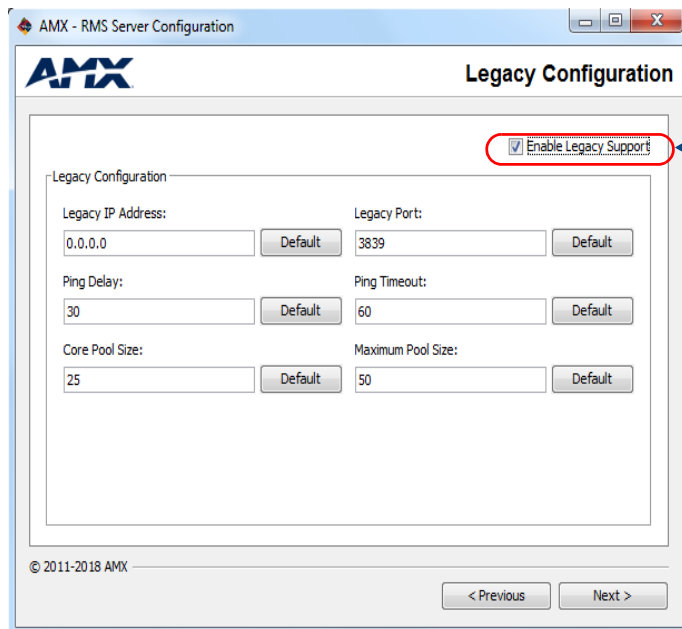 AMX - RMS Server Configuration
AMX
Legacy Configuration
Enable Legacy Support
Legacy Configuration
Legacy IP Address:
Legacy Port:
0.0.0.0
Default
3839
Default
Ping Delay:
Ping Timeout:
30
Default
60
Default
Core Pool Size:
Maximum Pool Size:
25
Default
50
Default
© 2011-2018 AMX
< Previous
Next >